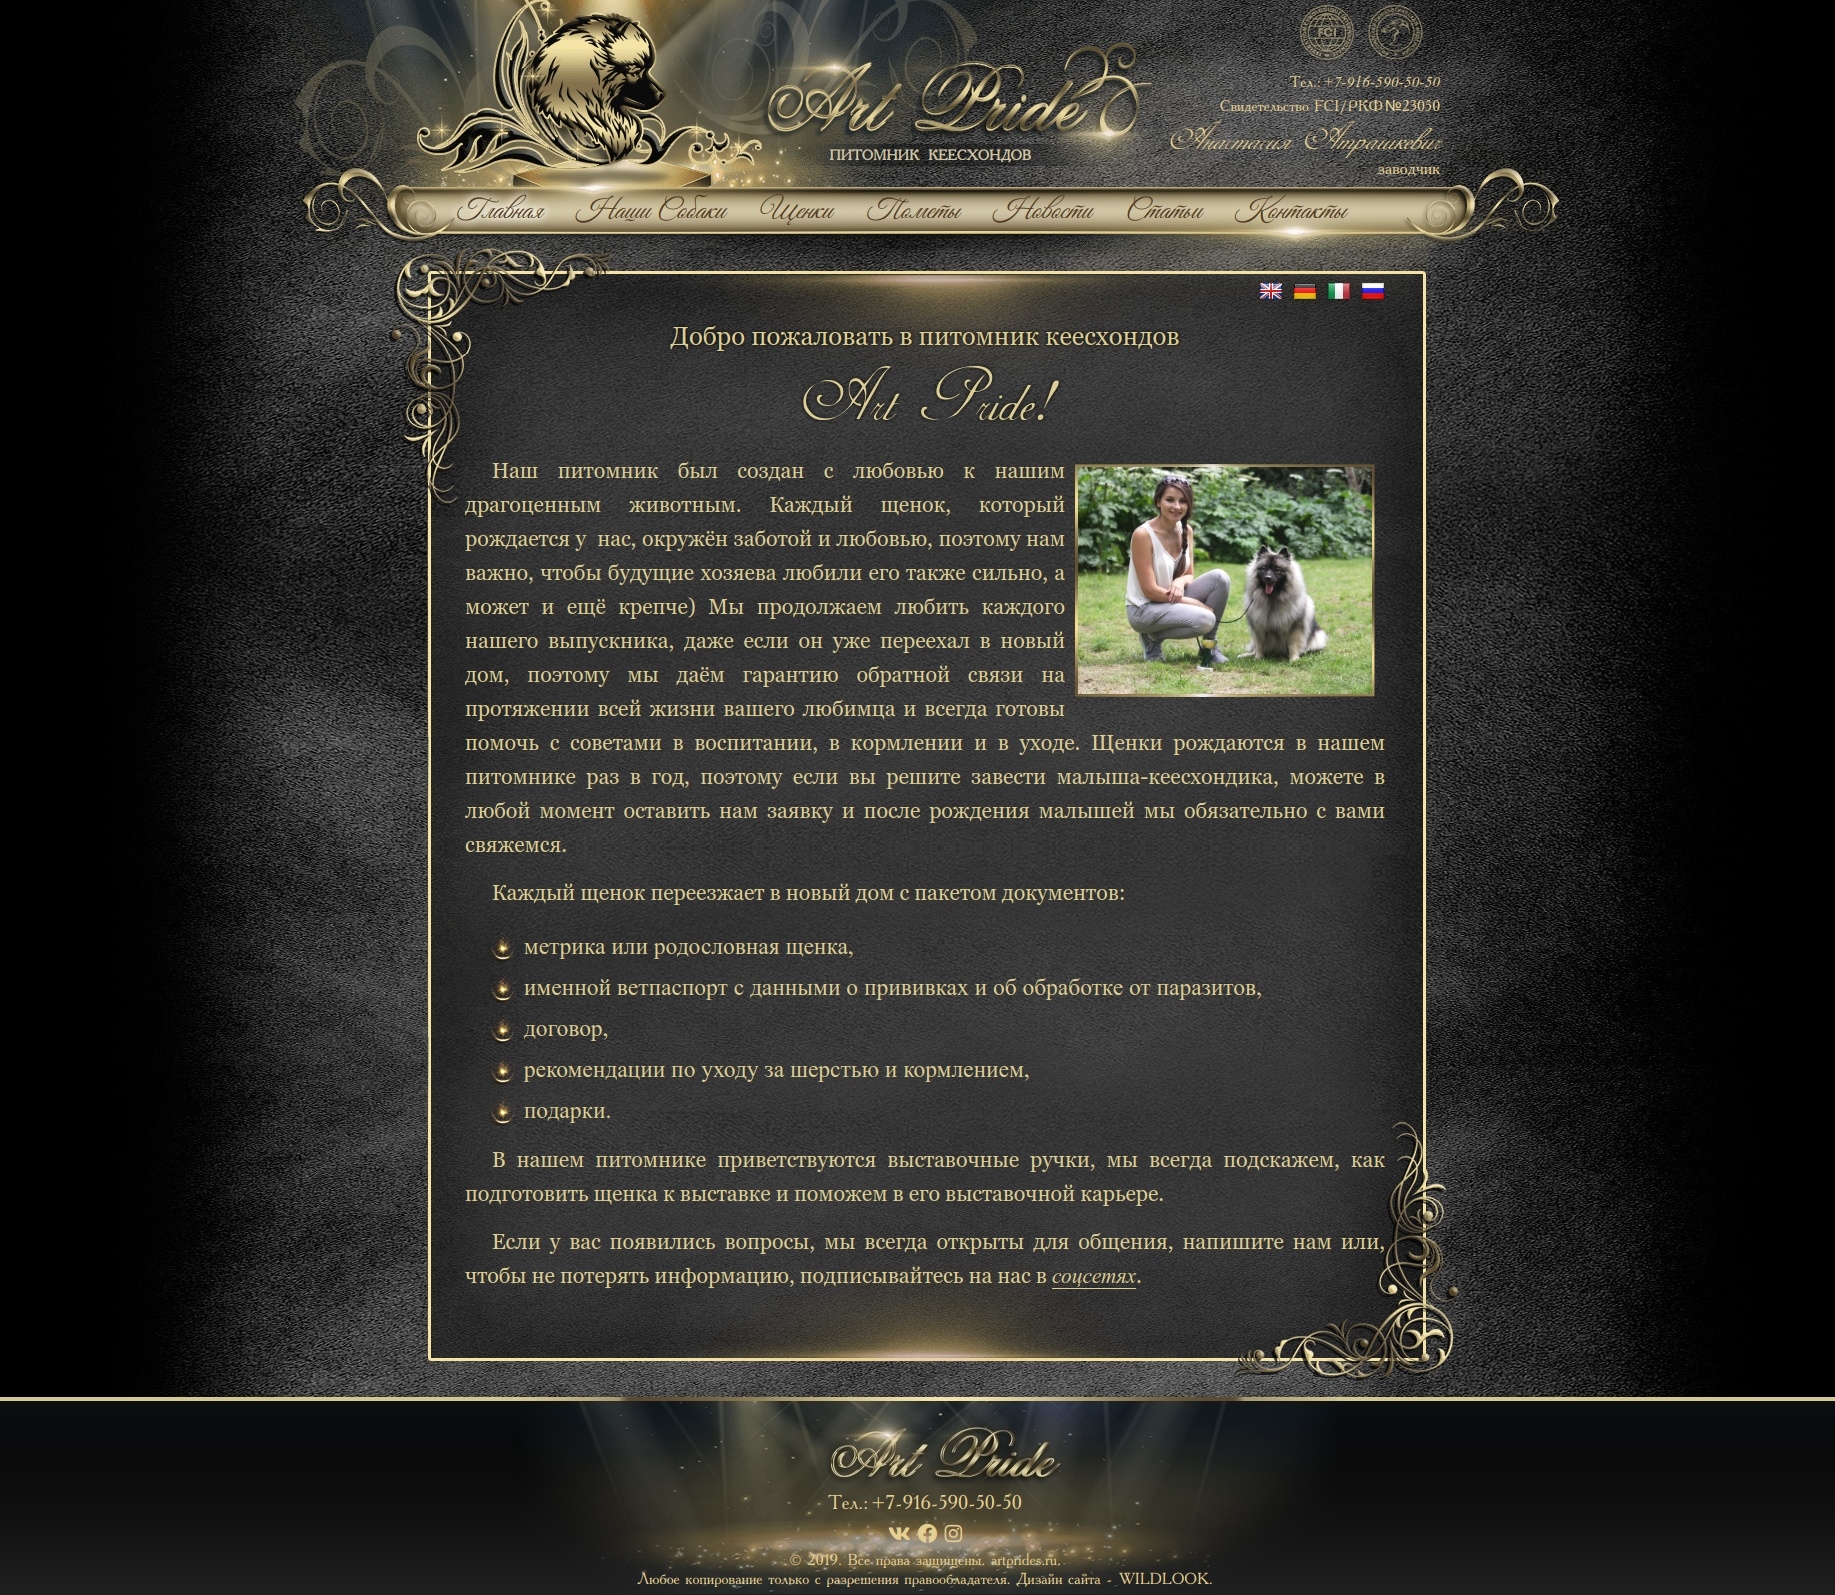 FCI
Art Pride
ПИТОМНИК КЕЕСХОНДОВ
Тел.: +7-916-590-50-50
Свидетельство FCI/РКФ №23050
Анастасия Атрашкевич
заводчик
Главная Наши Собаки Щенки Пометы Новости Статьи Контакты
Добро пожаловать в питомник кеесхондов
Art Pride!
Наш питомник был создан с любовью к нашим
драгоценным животным. Каждый щенок, который
рождается у нас, окружён заботой и любовью, поэтому нам
важно, чтобы будущие хозяева любили его также сильно, а
может и ещё крепче) Мы продолжаем любить каждого
нашего выпускника, даже если он уже переехал в новый
дом, поэтому мы даём гарантию обратной связи на
протяжении всей жизни вашего любимца и всегда готовы
помочь с советами в воспитании, в кормлении и в уходе. Щенки рождаются в нашем
питомнике раз в год, поэтому если вы решите завести малыша-кеесхондика, можете в
любой момент оставить нам заявку и после рождения малышей мы обязательно с вами
свяжемся.
Каждый щенок переезжает в новый дом с пакетом документов:
метрика или родословная щенка,
именной ветпаспорт с данными о прививках и об обработке от паразитов,
договор,
рекомендации по уходу за шерстью и кормлением,
подарки.
В нашем питомнике приветствуются выставочные ручки, мы всегда подскажем, как
подготовить щенка к выставке и поможем в его выставочной карьере.
Если у вас появились вопросы, мы всегда открыты для общения, напишите нам или,
чтобы не потерять информацию, подписывайтесь на нас в соцсетях.
Art Pride
Тел.: +7-916-590-50-50
© 2019. Все права защищены. artprides.ru.
Любое копирование только с разрешения правообладателя. Дизайн сайта - WILDLOOK.